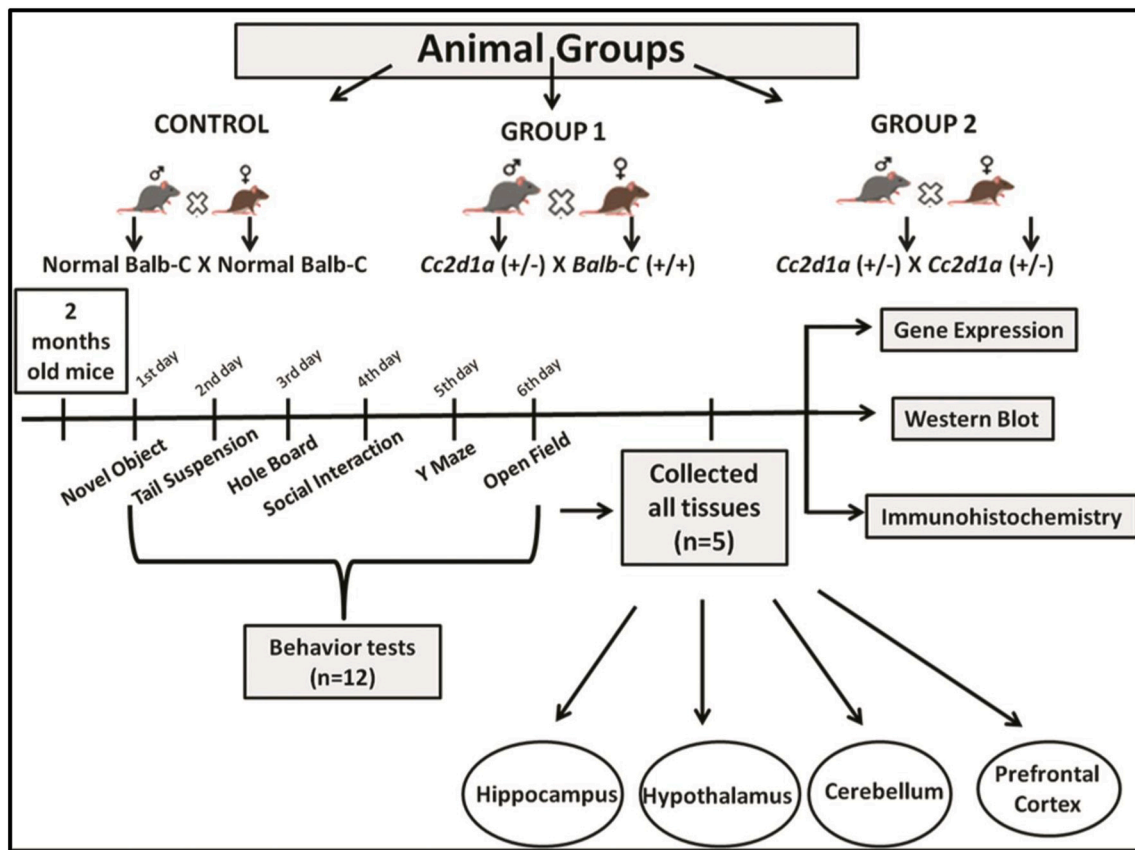 Animal Groups
CONTROL
GROUP 1
GROUP 2
♂ ♀
♂ ♀
♂ ♀
Normal Balb-C X Normal Balb-C
Cc2d1a (+/-) X Balb-C (+/+)
Cc2d1a (+/-) X Cc2d1a (+/-)
2
months
old mice
1st day
2nd day
3rd day
4th day
5th day
6th day
Novel Object
Tail Suspension
Hole Board
Social Interaction
Y Maze
Open Field
Behavior tests
(n=12)
Collected
all tissues
(n=5)
Gene Expression
Western Blot
Immunohistochemistry
Hippocampus
Hypothalamus
Cerebellum
Prefrontal
Cortex